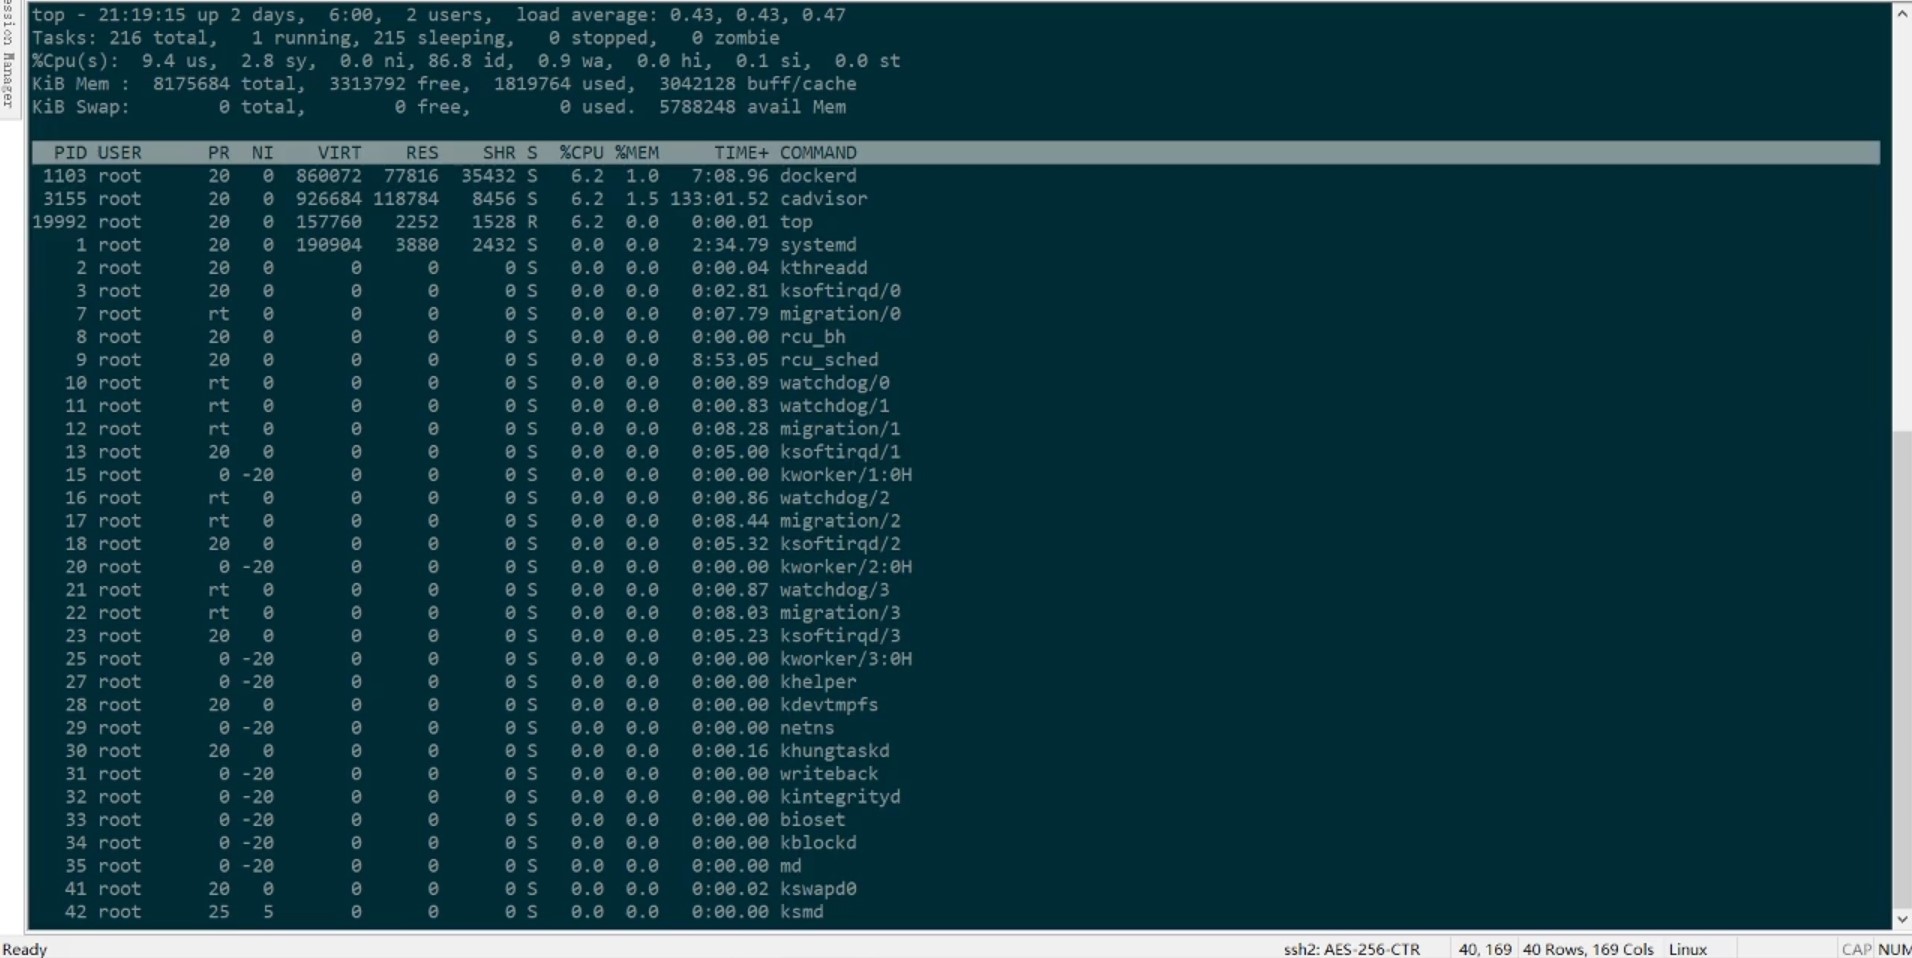 ession Manager
top - 21:19:15 up 2 days,  6:00,  2 users,  load average: 0.43, 0.43, 0.47
Tasks: 216 total,   1 running, 215 sleeping,   0 stopped,   0 zombie
%Cpu(s):  9.4 us,  2.8 sy,  0.0 ni, 86.8 id,  0.9 wa,  0.0 hi,  0.1 si,  0.0 st
KiB Mem :  8175684 total,  3313792 free,  1819764 used,  3042128 buff/cache
KiB Swap:        0 total,        0 free,        0 used.  5788248 avail Mem
PID USER      PR  NI    VIRT    RES    SHR S  %CPU %MEM     TIME+ COMMAND
1103 root      20   0  860072  77816  35432 S   6.2  1.0   7:08.96 dockerd
3155 root      20   0  926684 118784   8456 S   6.2  1.5 133:01.52 cadvisor
19992 root      20   0  157760   2252   1528 R   6.2  0.0   0:00.01 top
1 root      20   0  190904   3880   2432 S   0.0  0.0   2:34.79 systemd
2 root      20   0       0      0      0 S   0.0  0.0   0:00.04 kthreadd
3 root      20   0       0      0      0 S   0.0  0.0   0:02.81 ksoftirqd/0
7 root      rt   0       0      0      0 S   0.0  0.0   0:07.79 migration/0
8 root      20   0       0      0      0 S   0.0  0.0   0:00.00 rcu_bh
9 root      20   0       0      0      0 S   0.0  0.0   8:53.05 rcu_sched
10 root      rt   0       0      0      0 S   0.0  0.0   0:00.89 watchdog/0
11 root      rt   0       0      0      0 S   0.0  0.0   0:00.83 watchdog/1
12 root      rt   0       0      0      0 S   0.0  0.0   0:08.28 migration/1
13 root      20   0       0      0      0 S   0.0  0.0   0:05.00 ksoftirqd/1
15 root       0 -20       0      0      0 S   0.0  0.0   0:00.00 kworker/1:0H
16 root      rt   0       0      0      0 S   0.0  0.0   0:00.86 watchdog/2
17 root      rt   0       0      0      0 S   0.0  0.0   0:08.44 migration/2
18 root      20   0       0      0      0 S   0.0  0.0   0:05.32 ksoftirqd/2
20 root       0 -20       0      0      0 S   0.0  0.0   0:00.00 kworker/2:0H
21 root      rt   0       0      0      0 S   0.0  0.0   0:00.87 watchdog/3
22 root      rt   0       0      0      0 S   0.0  0.0   0:08.03 migration/3
23 root      20   0       0      0      0 S   0.0  0.0   0:05.23 ksoftirqd/3
25 root       0 -20       0      0      0 S   0.0  0.0   0:00.00 kworker/3:0H
27 root       0 -20       0      0      0 S   0.0  0.0   0:00.00 khelper
28 root      20   0       0      0      0 S   0.0  0.0   0:00.00 kdevtmpfs
29 root       0 -20       0      0      0 S   0.0  0.0   0:00.00 netns
30 root      20   0       0      0      0 S   0.0  0.0   0:00.16 khungtaskd
31 root       0 -20       0      0      0 S   0.0  0.0   0:00.00 writeback
32 root       0 -20       0      0      0 S   0.0  0.0   0:00.00 kintegrityd
33 root       0 -20       0      0      0 S   0.0  0.0   0:00.00 bioset
34 root       0 -20       0      0      0 S   0.0  0.0   0:00.00 kblockd
35 root       0 -20       0      0      0 S   0.0  0.0   0:00.00 md
41 root      20   0       0      0      0 S   0.0  0.0   0:00.02 kswapd0
42 root      25   5       0      0      0 S   0.0  0.0   0:00.00 ksmd
Ready ssh2: AES-256-CTR 40, 169 40 Rows, 169 Cols Linux CAP NUM